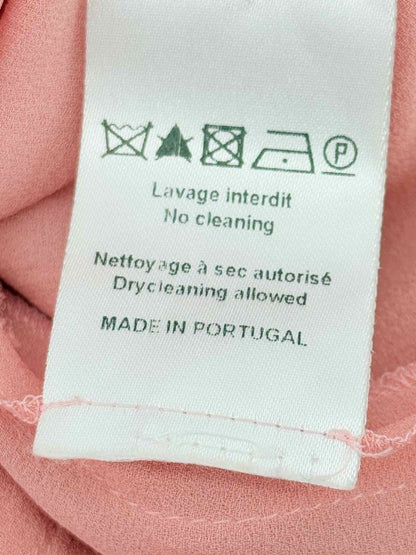 P
Lavage interdit
No cleaning
Nettoyage à sec autorisé
Drycleaning allowed
MADE IN PORTUGAL